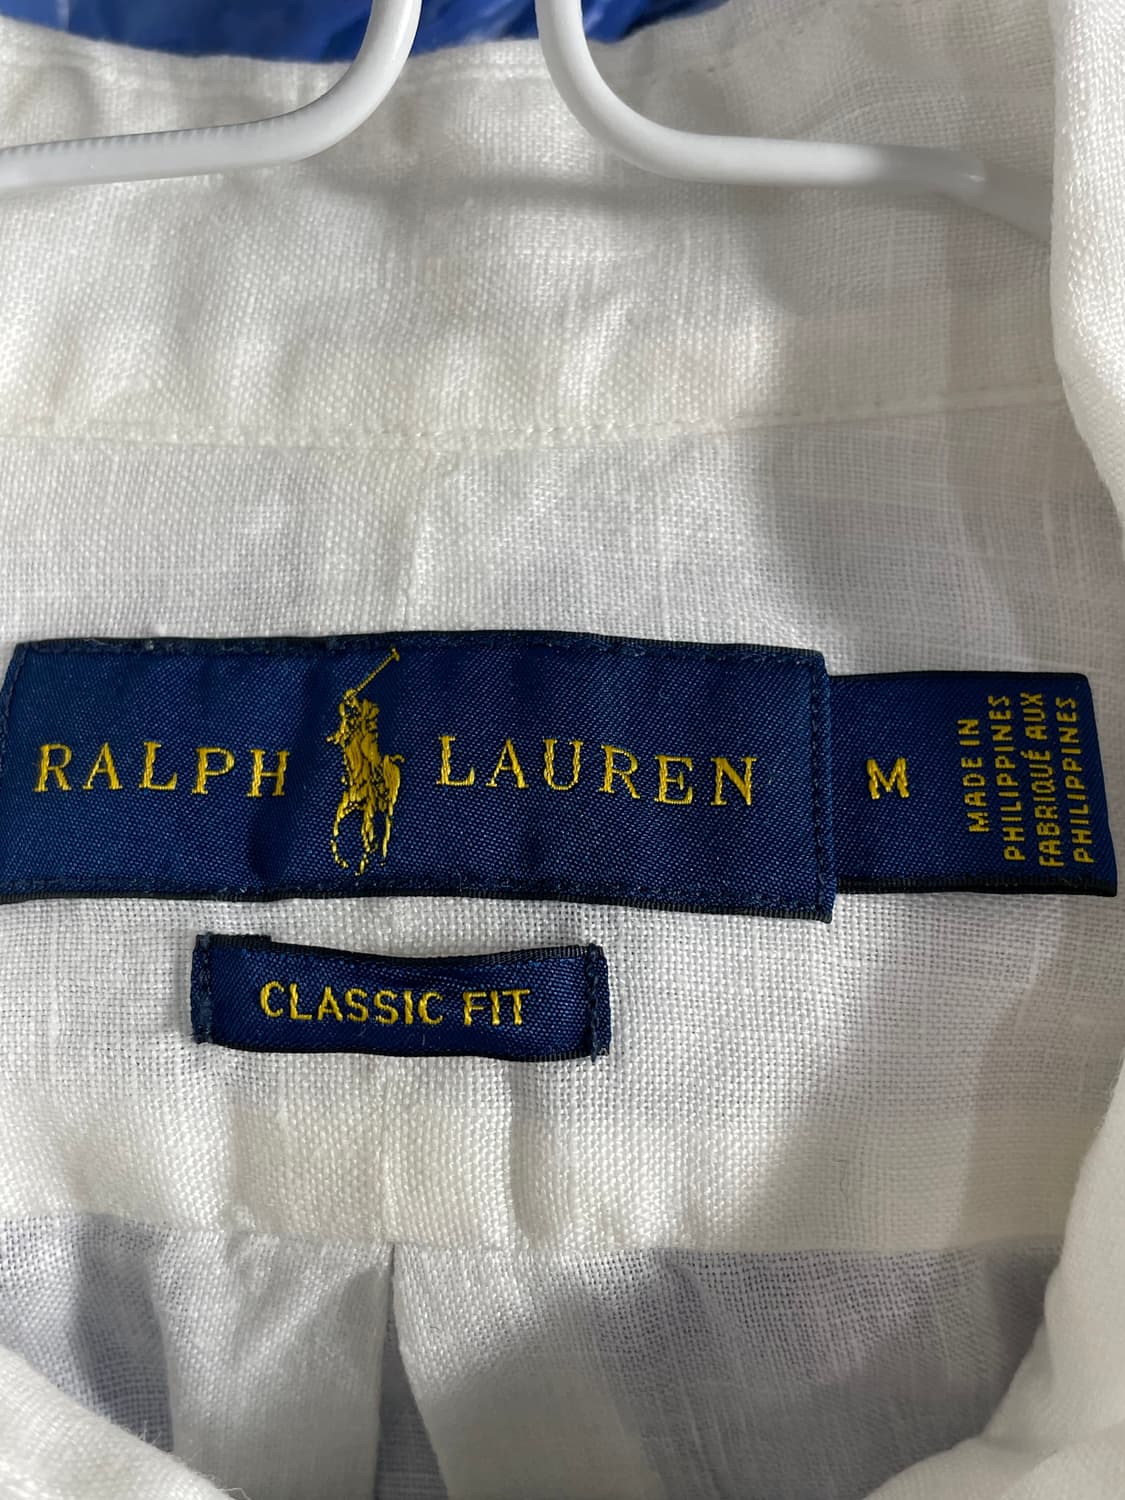 RALPH LAUREN
M
MADE IN
PHILIPPINES
FABRIQUÉ AUX
PHILIPPINES
CLASSIC FIT